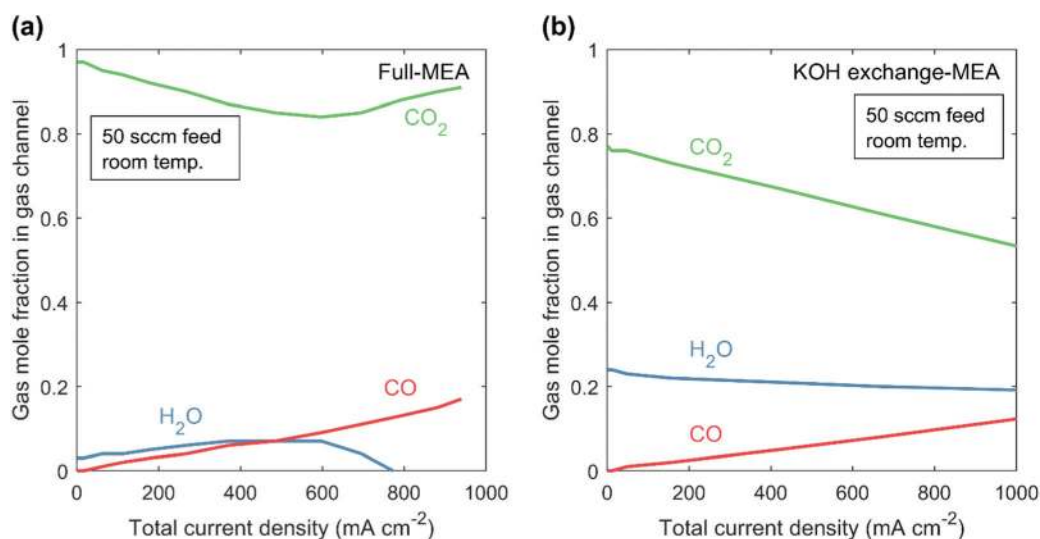 (a)
Full-MEA
50 sccm feed
room temp.
CO2
H2O
CO
Gas mole fraction in gas channel
1
0.8
0.6
0.4
0.2
0
0 200 400 600 800 1000
Total current density (mA cm-2)
(b)
KOH exchange-MEA
50 sccm feed
room temp.
CO2
H2O
CO
Gas mole fraction in gas channel
1
0.8
0.6
0.4
0.2
0
0 200 400 600 800 1000
Total current density (mA cm-2)